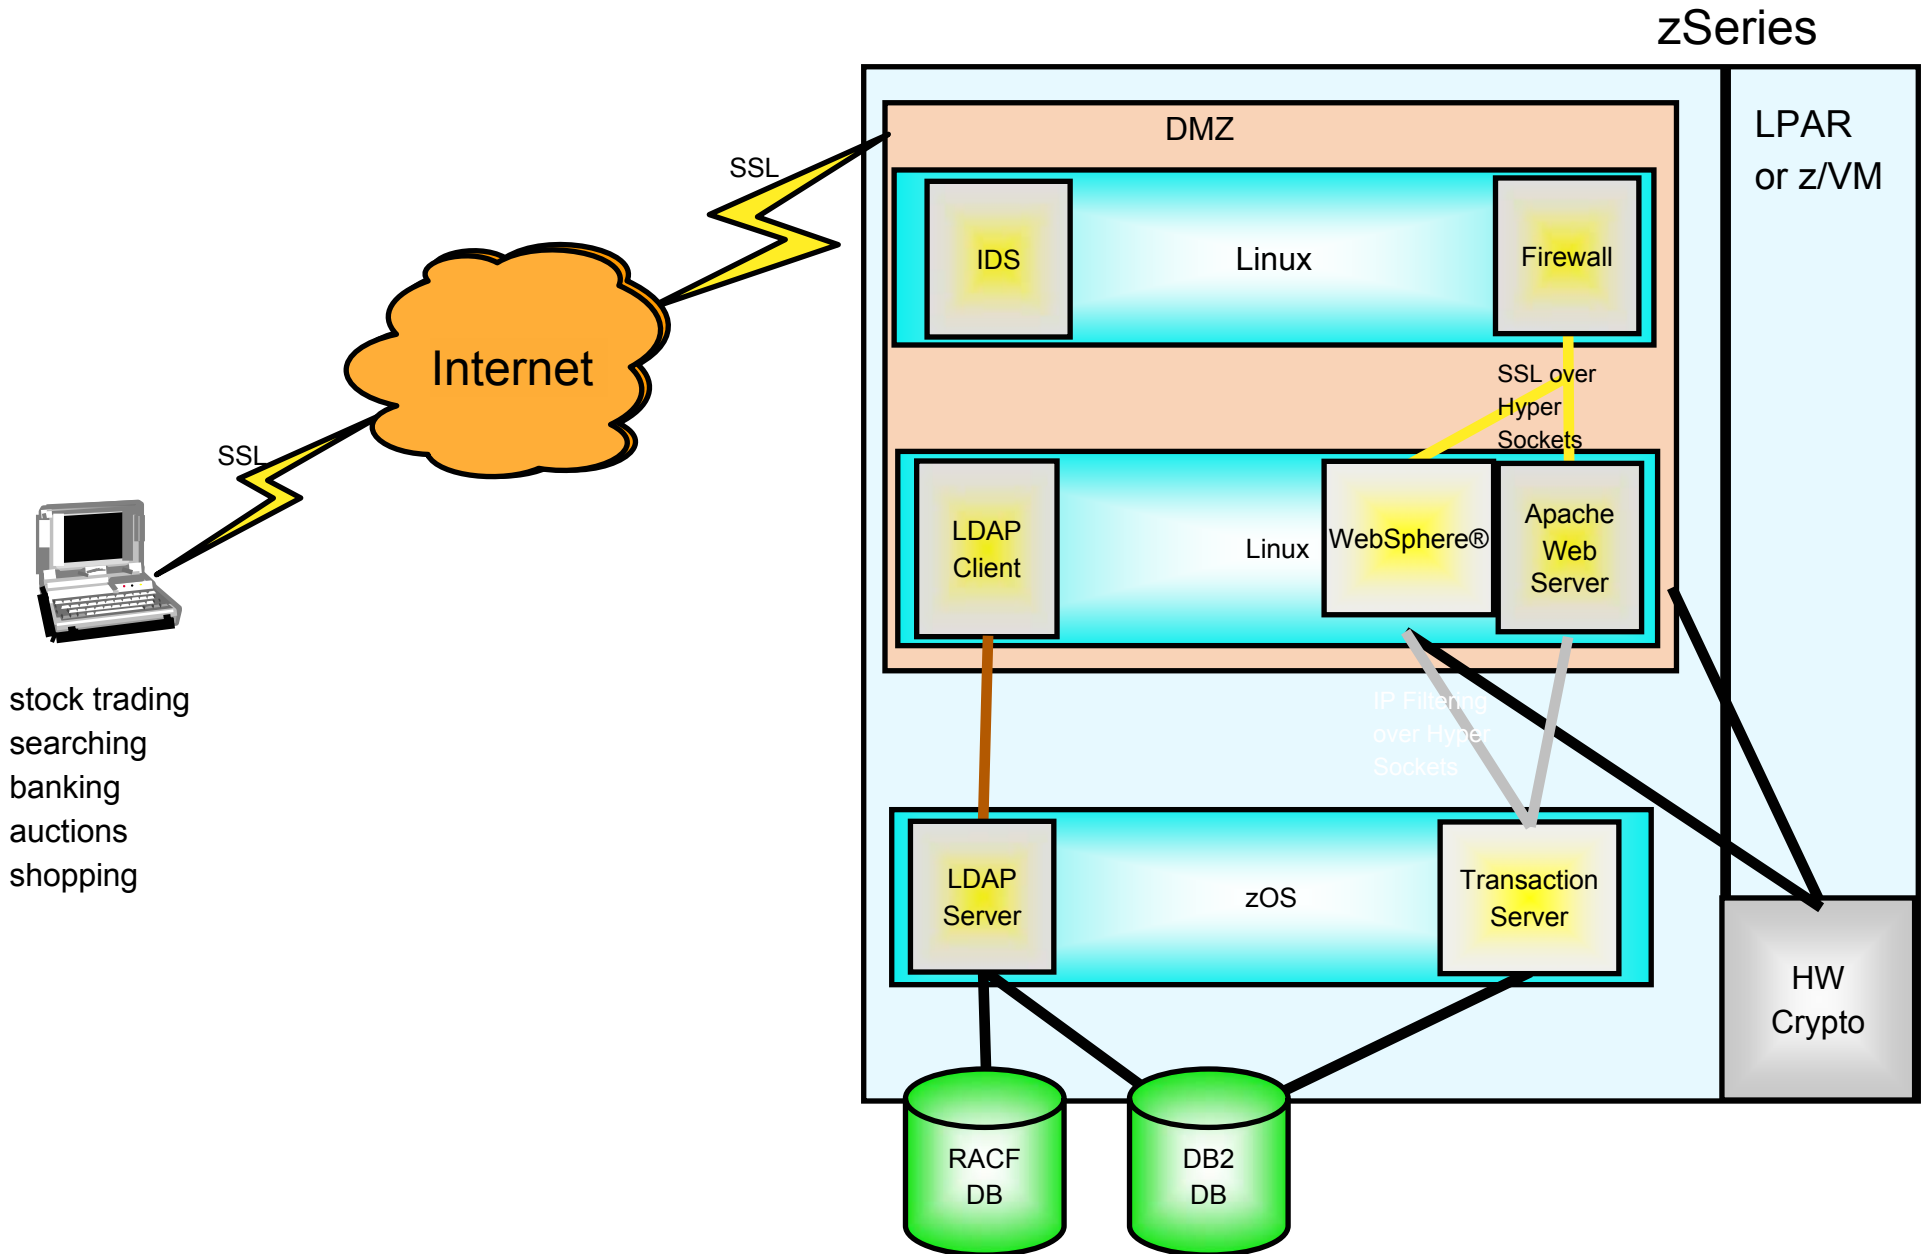 zSeries
DMZ
LPAR
or z/VM
SSL
IDS
Linux
Firewall
Internet
SSL over
Hyper
Sockets
SSL
LDAP
Client
Linux
WebSphere®
Apache
Web
Server
stock trading
searching
banking
auctions
shopping
IP Filtering
over Hyper
Sockets
LDAP
Server
zOS
Transaction
Server
HW
Crypto
RACF
DB
DB2
DB